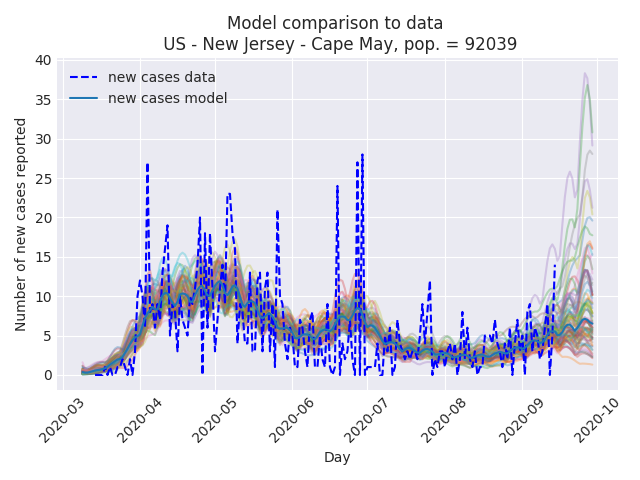 Model comparison to data
US - New Jersey - Cape May, pop. = 92039
new cases data
new cases model
Number of new cases reported
40
35
30
25
20
15
10
5
0
2020-03
2020-04
2020-05
2020-06
2020-07
2020-08
2020-09
2020-10
Day